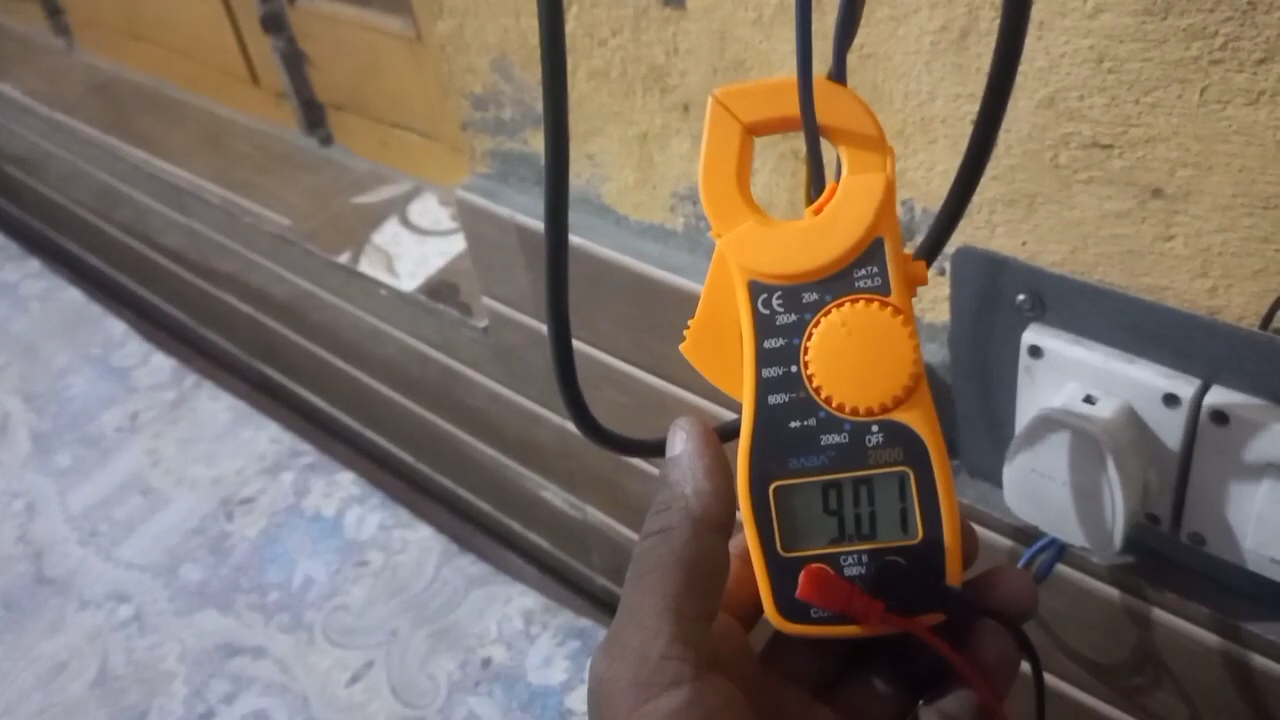 DATA
HOLD
CE
20A~
200A~
400A~
600V~
600V⎓
200kΩ
OFF
2000
9.01
CAT II
600V